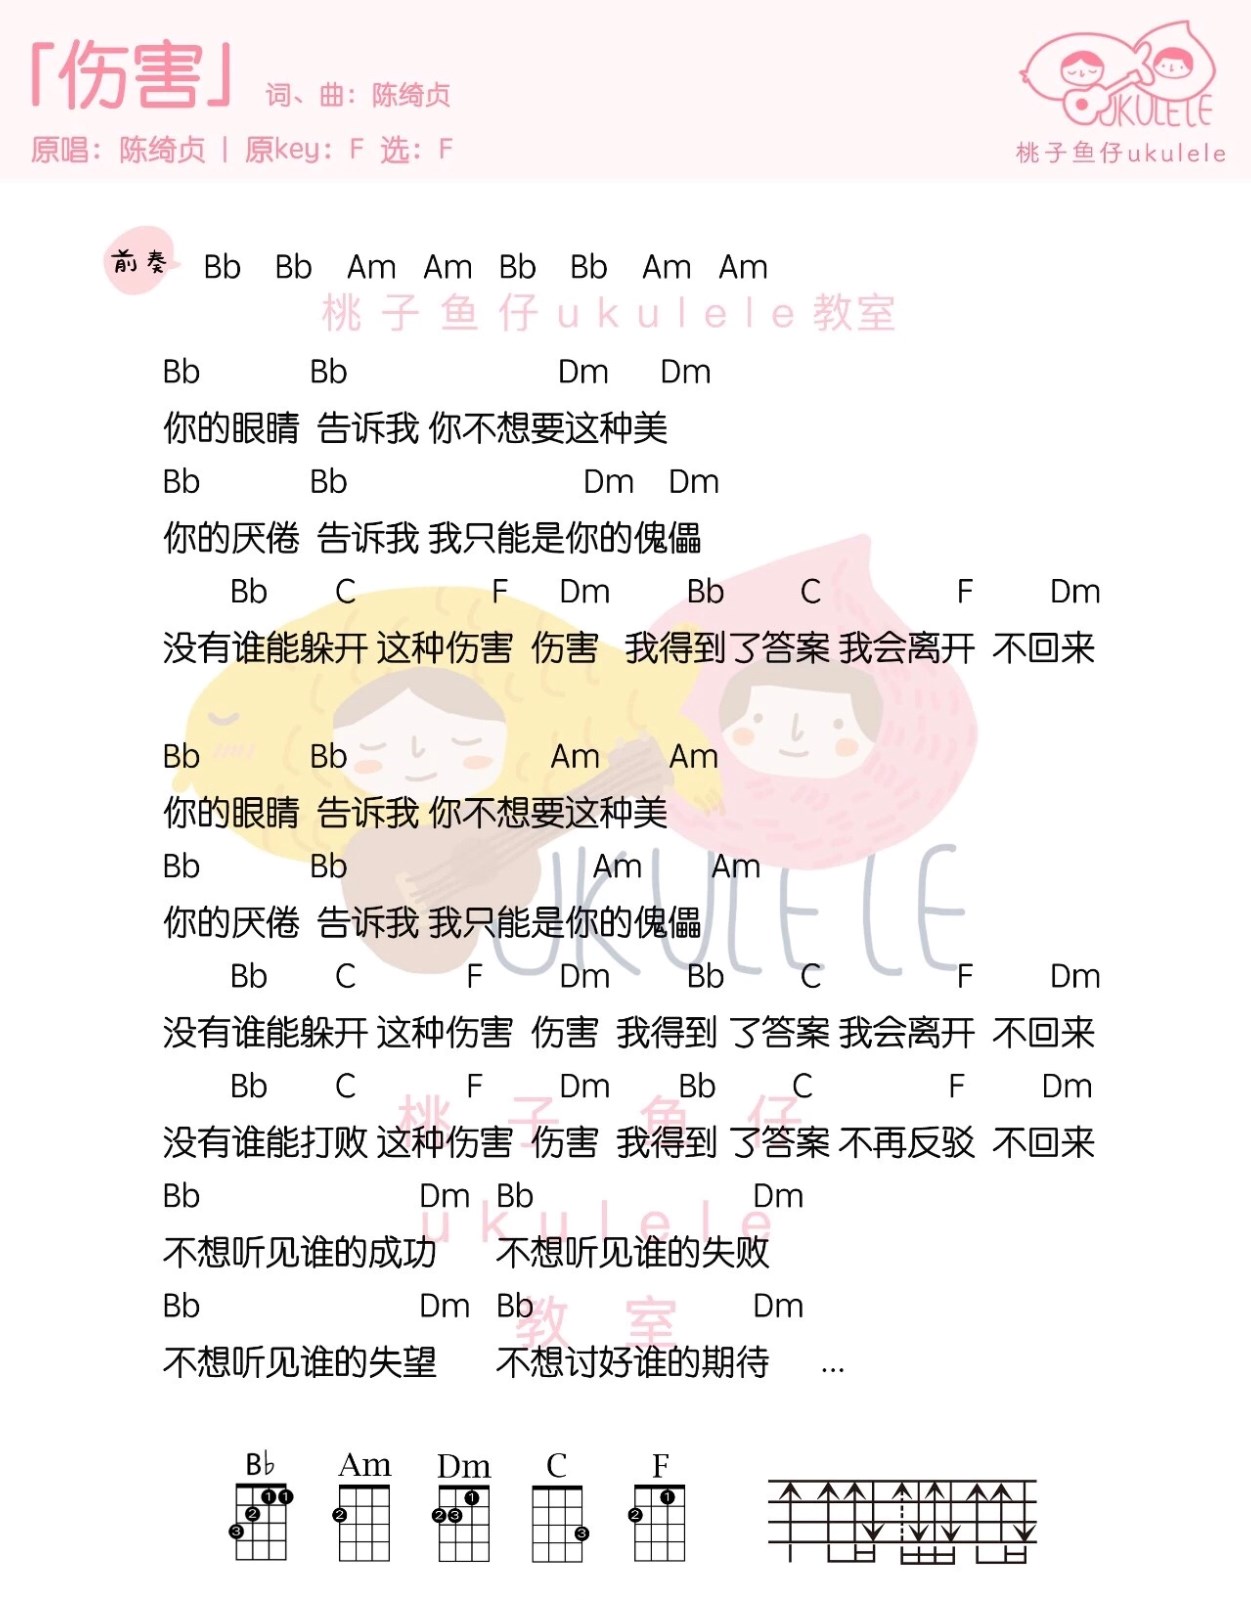 「伤害」 词、曲：陈绮贞
原唱：陈绮贞 | 原key：F 选：F
UKULELE
桃子鱼仔ukulele
前奏 Bb Bb Am Am Bb Bb Am Am
桃子鱼仔ukulele教室
Bb Bb Dm Dm
你的眼睛 告诉我 你不想要这种美
Bb Bb Dm Dm
你的厌倦 告诉我 我只能是你的傀儡
Bb C F Dm Bb C F Dm
没有谁能躲开 这种伤害 伤害 我得到了答案 我会离开 不回来
Bb Bb Am Am
你的眼睛 告诉我 你不想要这种美
Bb Bb Am Am
你的厌倦 告诉我 我只能是你的傀儡
UKULELE
Bb C F Dm Bb C F Dm
没有谁能躲开 这种伤害 伤害 我得到 了答案 我会离开 不回来
Bb C F Dm Bb C F Dm
桃子鱼仔
没有谁能打败 这种伤害 伤害 我得到 了答案 不再反驳 不回来
Bb Dm Bb Dm
ukulele
不想听见谁的成功 不想听见谁的失败
Bb Dm Bb Dm
教室
不想听见谁的失望 不想讨好谁的期待 ...
B♭ Am Dm C F
1 1 2 3
2
1 2 3
3
1 2